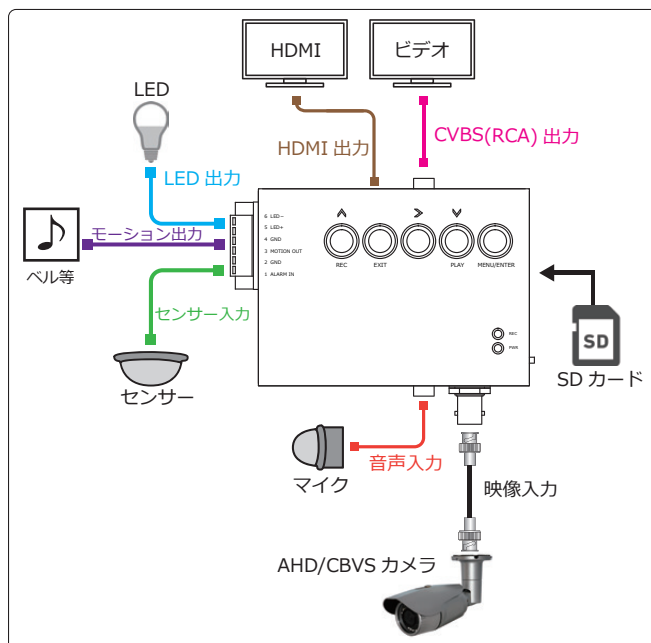 HDMI
ビデオ
LED
HDMI 出力
CVBS(RCA) 出力
LED 出力
モーション出力
ベル等
センサー入力
センサー
6 LED−
5 LED+
4 GND
3 MOTION OUT
2 GND
1 ALARM IN
REC
EXIT
PLAY
MENU/ENTER
REC
PWR
SD
SD カード
マイク
音声入力
映像入力
AHD/CBVS カメラ